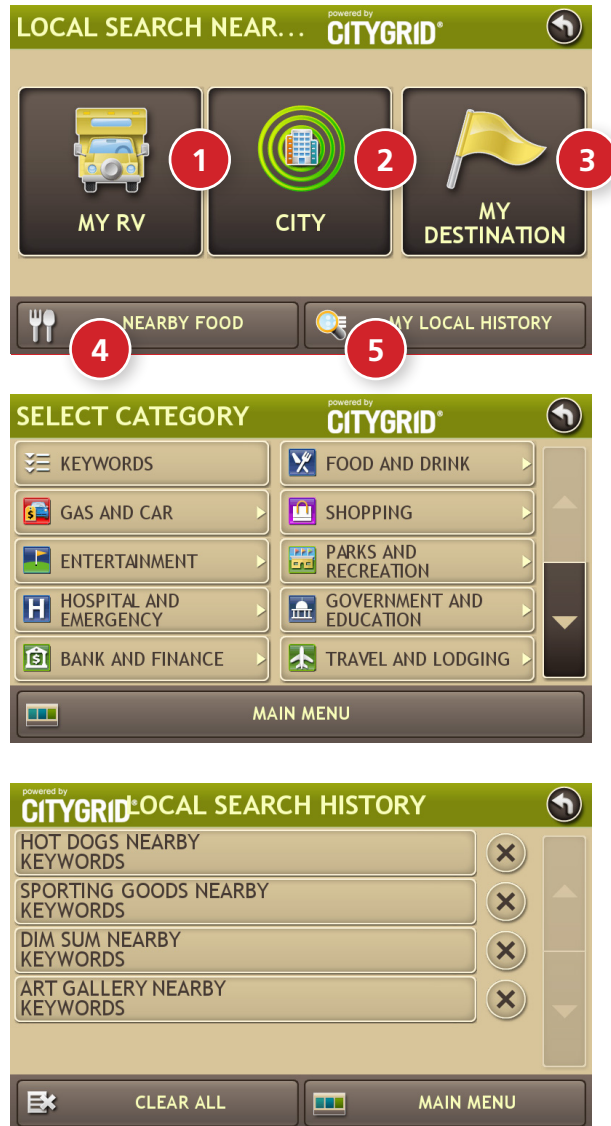 LOCAL SEARCH NEAR...
powered by
CITYGRID®
1
2
3
MY RV
CITY
MY
DESTINATION
NEARBY FOOD
MY LOCAL HISTORY
4
5
SELECT CATEGORY
powered by
CITYGRID®
KEYWORDS
FOOD AND DRINK
GAS AND CAR
SHOPPING
ENTERTAINMENT
PARKS AND
RECREATION
HOSPITAL AND
EMERGENCY
GOVERNMENT AND
EDUCATION
BANK AND FINANCE
TRAVEL AND LODGING
MAIN MENU
powered by
CITYGRID®
LOCAL SEARCH HISTORY
HOT DOGS NEARBY
KEYWORDS
SPORTING GOODS NEARBY
KEYWORDS
DIM SUM NEARBY
KEYWORDS
ART GALLERY NEARBY
KEYWORDS
CLEAR ALL
MAIN MENU